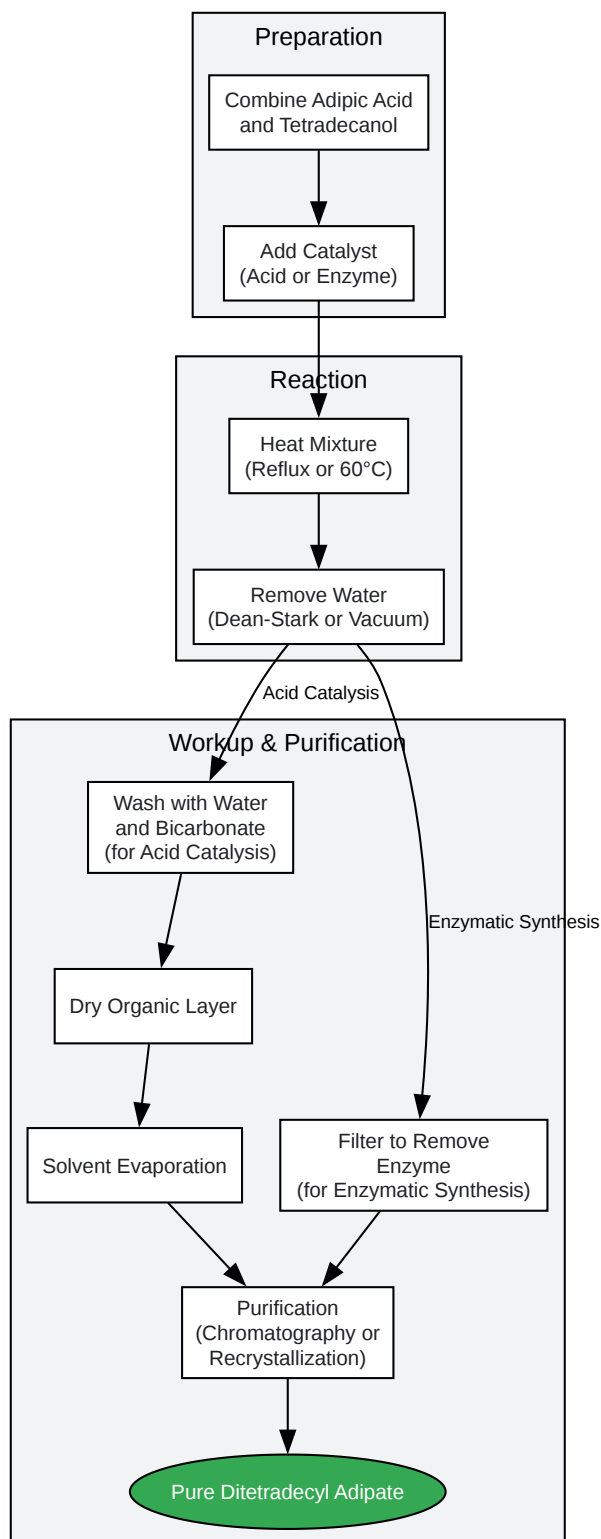 Preparation
Combine Adipic Acid
and Tetradecanol
Add Catalyst
(Acid or Enzyme)
Reaction
Heat Mixture
(Reflux or 60°C)
Remove Water
(Dean-Stark or Vacuum)
Acid Catalysis
Workup & Purification
Wash with Water
and Bicarbonate
(for Acid Catalysis)
Enzymatic Synthesis
Dry Organic Layer
Solvent Evaporation
Filter to Remove
Enzyme
(for Enzymatic Synthesis)
Purification
(Chromatography or
Recrystallization)
Pure Ditetradecyl Adipate